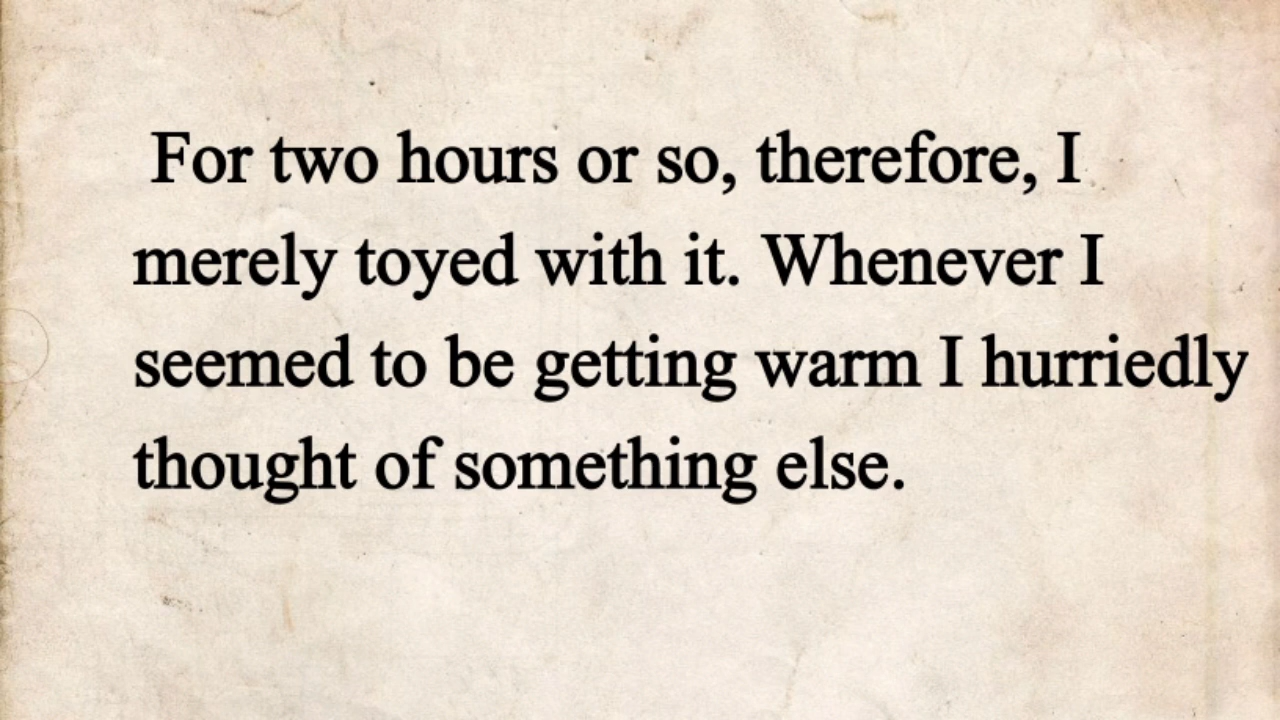 For two hours or so, therefore, I
merely toyed with it. Whenever I
seemed to be getting warm I hurriedly
thought of something else.